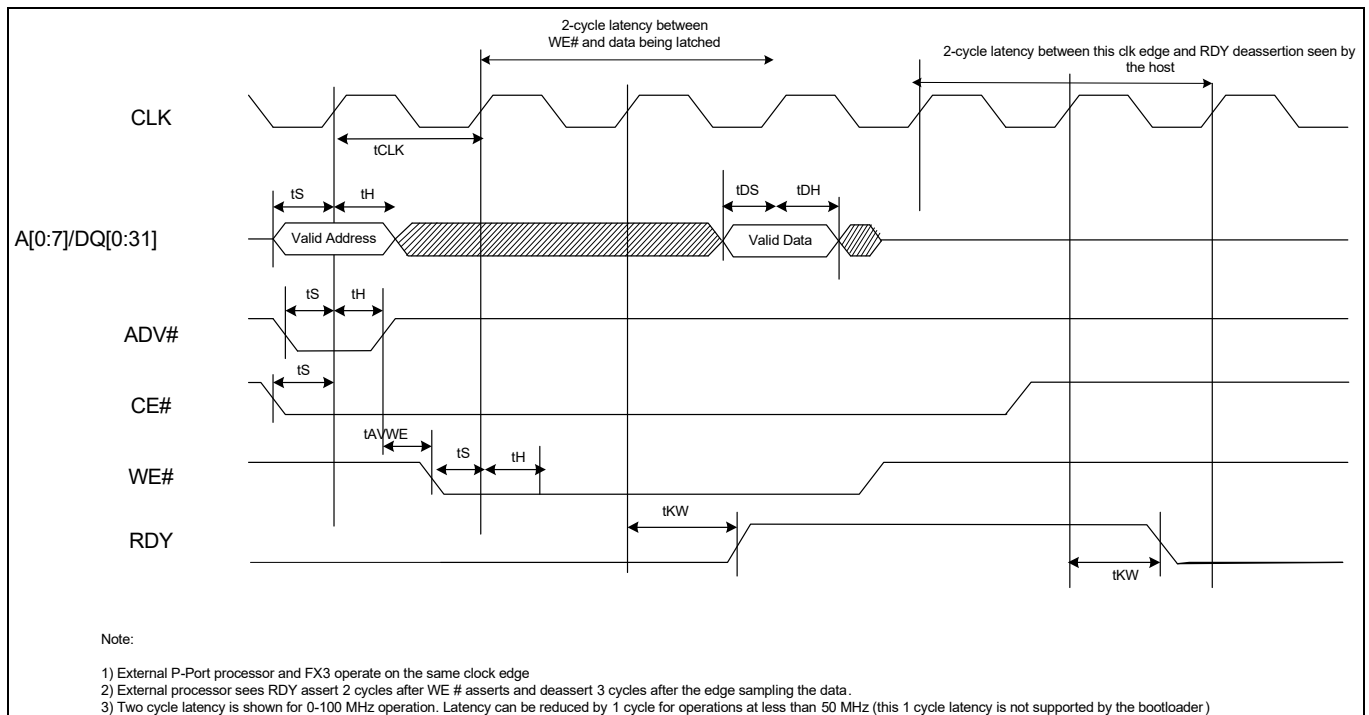 2-cycle latency between
WE# and data being latched
2-cycle latency between this clk edge and RDY deassertion seen by
the host
CLK
tCLK
tS
tH
tDS
tDH
A[0:7]/DQ[0:31]
Valid Address
Valid Data
tS
tH
ADV#
tS
CE#
tAVWE
tS
tH
WE#
tKW
RDY
tKW
Note:
1) External P-Port processor and FX3 operate on the same clock edge
2) External processor sees RDY assert 2 cycles after WE # asserts and deassert 3 cycles after the edge sampling the data.
3) Two cycle latency is shown for 0-100 MHz operation. Latency can be reduced by 1 cycle for operations at less than 50 MHz (this 1 cycle latency is not supported by the bootloader)